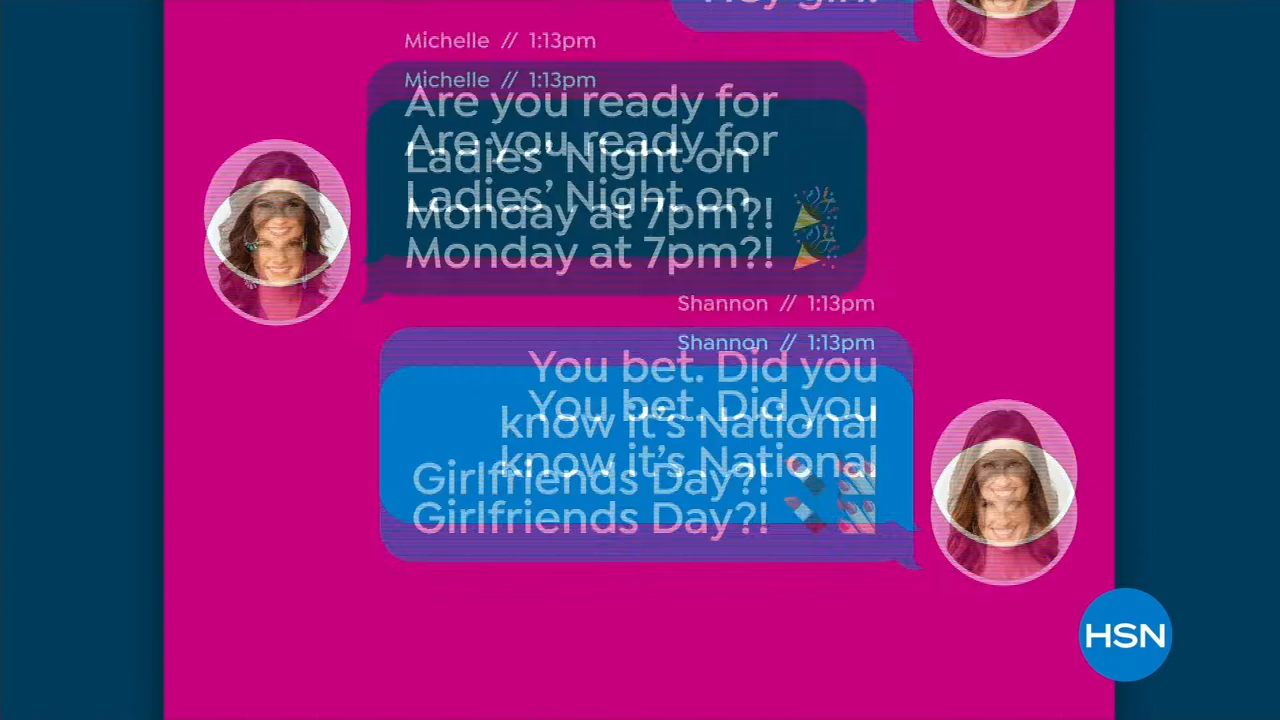 Hey girl!
Michelle // 1:13pm
Michelle // 1:13pm
Are you ready for
Are you ready for
Ladies' Night on
Ladies' Night on
Monday at 7pm?!
Monday at 7pm?!
Shannon // 1:13pm
Shannon // 1:13pm
You bet. Did you
You bet. Did you
know it's National
know it's National
Girlfriends Day?!
Girlfriends Day?!
HSN